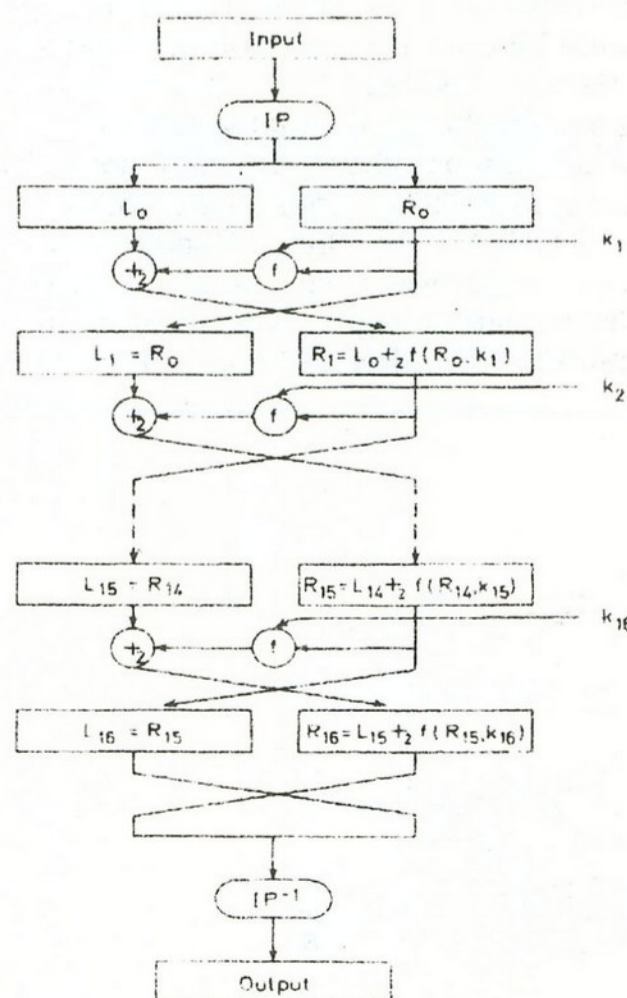 Input
IP
L₀ R₀
k₁
+₂ f
L₁ = R₀ R₁=L₀+₂ f(R₀,k₁)
k₂
+₂ f
L₁₅ = R₁₄ R₁₅=L₁₄+₂ f(R₁₄,k₁₅)
+₂ f k₁₆
L₁₆ = R₁₅ R₁₆=L₁₅+₂ f(R₁₅,k₁₆)
IP⁻¹
Output